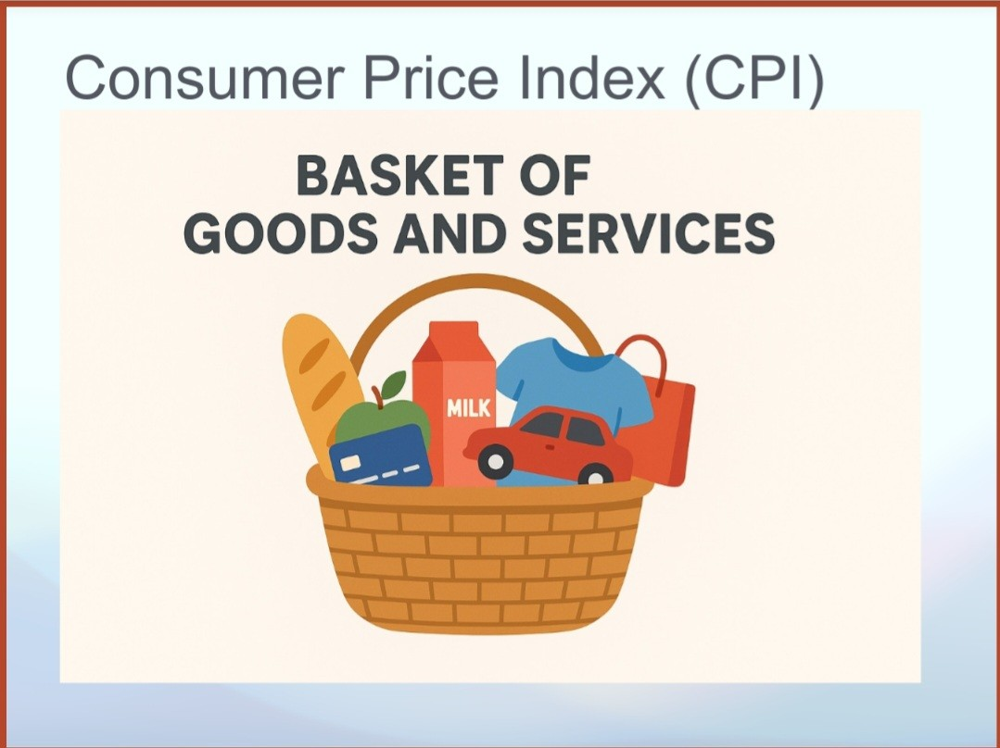 Consumer Price Index (CPI)
BASKET OF
GOODS AND SERVICES
MILK